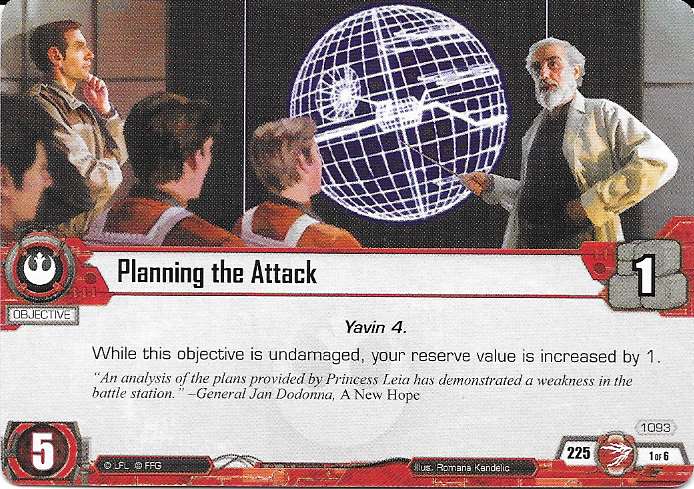 Planning the Attack
1
OBJECTIVE
Yavin 4.
While this objective is undamaged, your reserve value is increased by 1.
“An analysis of the plans provided by Princess Leia has demonstrated a weakness in the
battle station.” –General Jan Dodonna, A New Hope
1093
5
© LFL © FFG
Illus. Romana Kendelic
225
1 OF 6